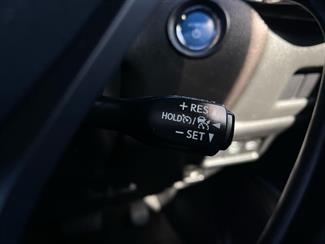 + RES
HOLD
- SET